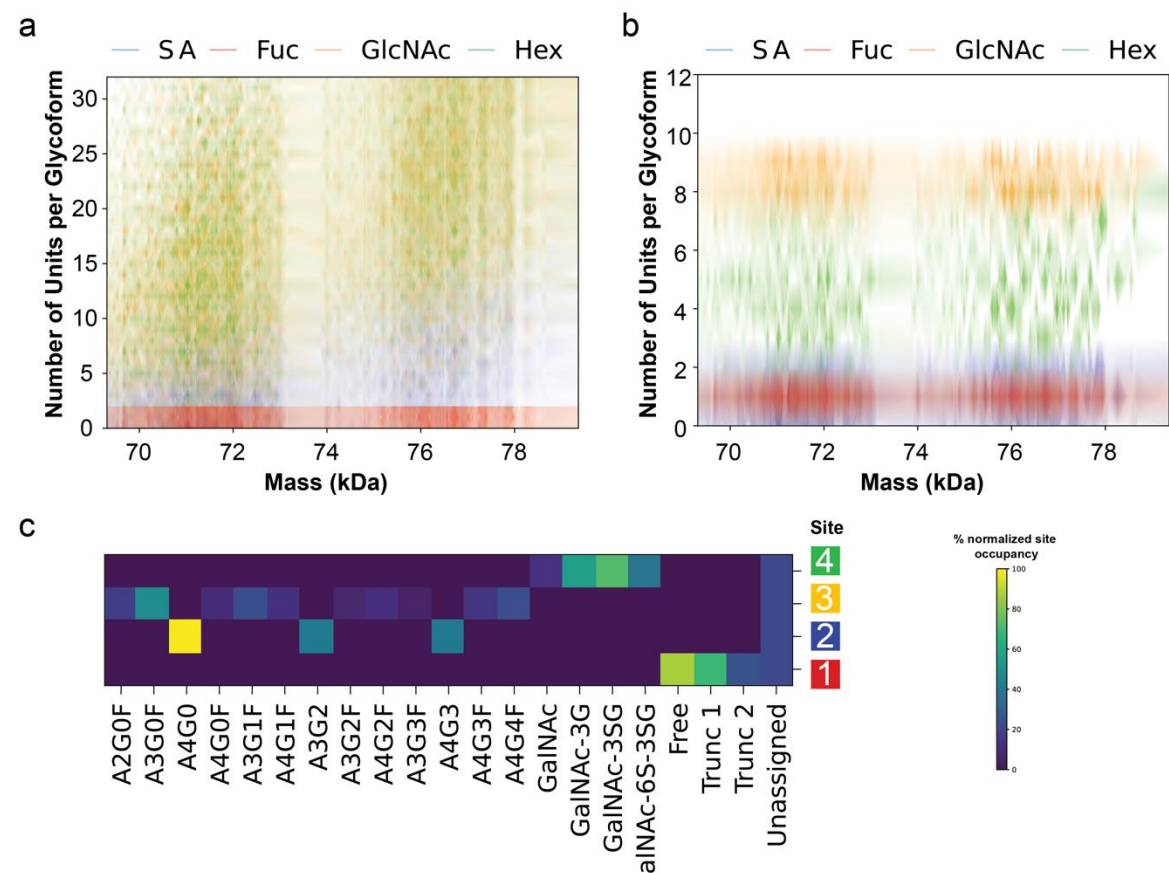 a
S A Fuc GlcNAc Hex
Number of Units per Glycoform
30
25
20
15
10
5
0
70 72 74 76 78
Mass (kDa)
b
S A Fuc GlcNAc Hex
Number of Units per Glycoform
12
10
8
6
4
2
0
70 72 74 76 78
Mass (kDa)
c
Site
4
3
2
1
A2G0F
A3G0F
A4G0
A4G0F
A3G1F
A4G1F
A3G2
A3G2F
A4G2F
A3G3F
A4G3
A4G3F
A4G4F
GalNAc
GalNAc-3G
GalNAc-3SG
alNAc-6S-3SG
Free
Trunc 1
Trunc 2
Unassigned
% normalized site
occupancy
100
80
60
40
20
0